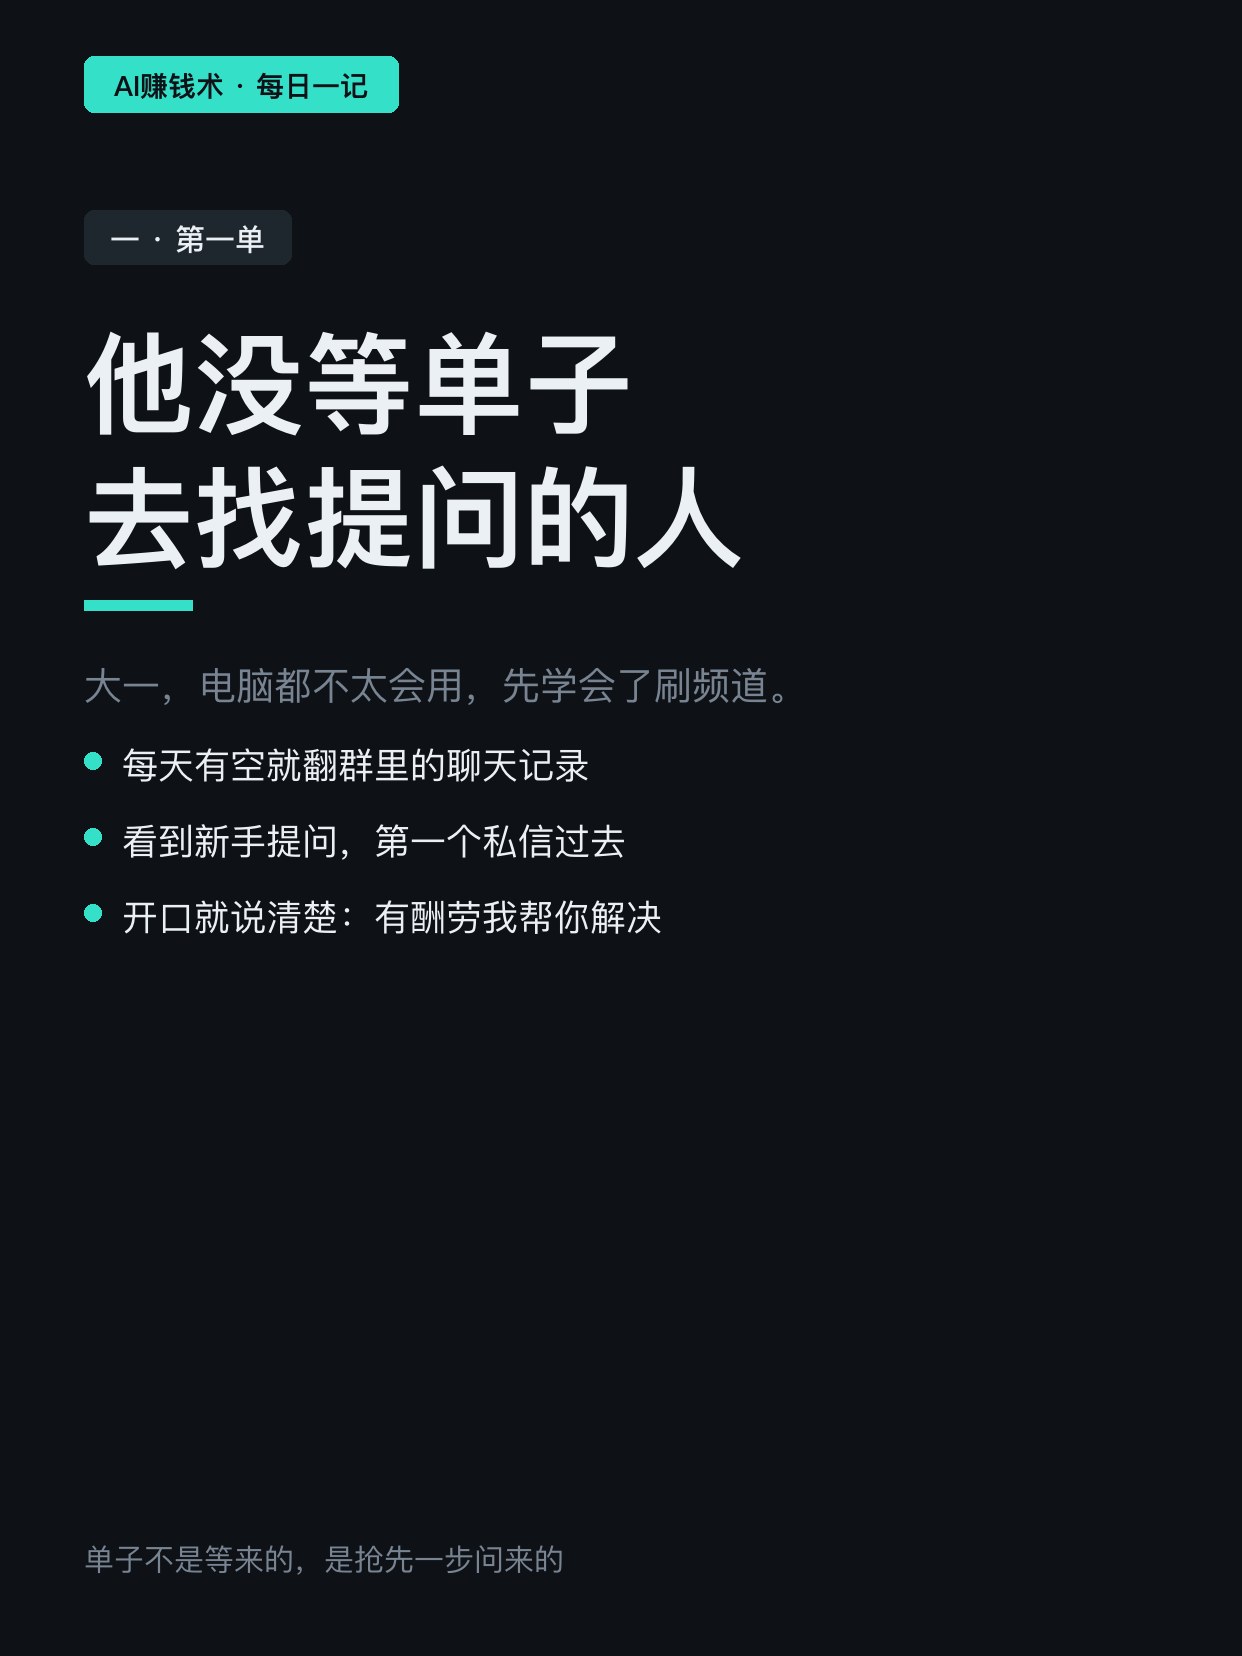 AI赚钱术 · 每日一记
一 · 第一单
他没等单子
去找提问的人
大一，电脑都不太会用，先学会了刷频道。
每天有空就翻群里的聊天记录
看到新手提问，第一个私信过去
开口就说清楚：有酬劳我帮你解决
单子不是等来的，是抢先一步问来的